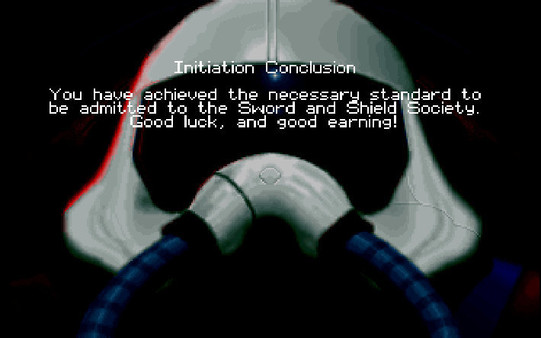 Initiation Conclusion
You have achieved the necessary standard to
be admitted to the Sword and Shield Society.
Good luck, and good earning!